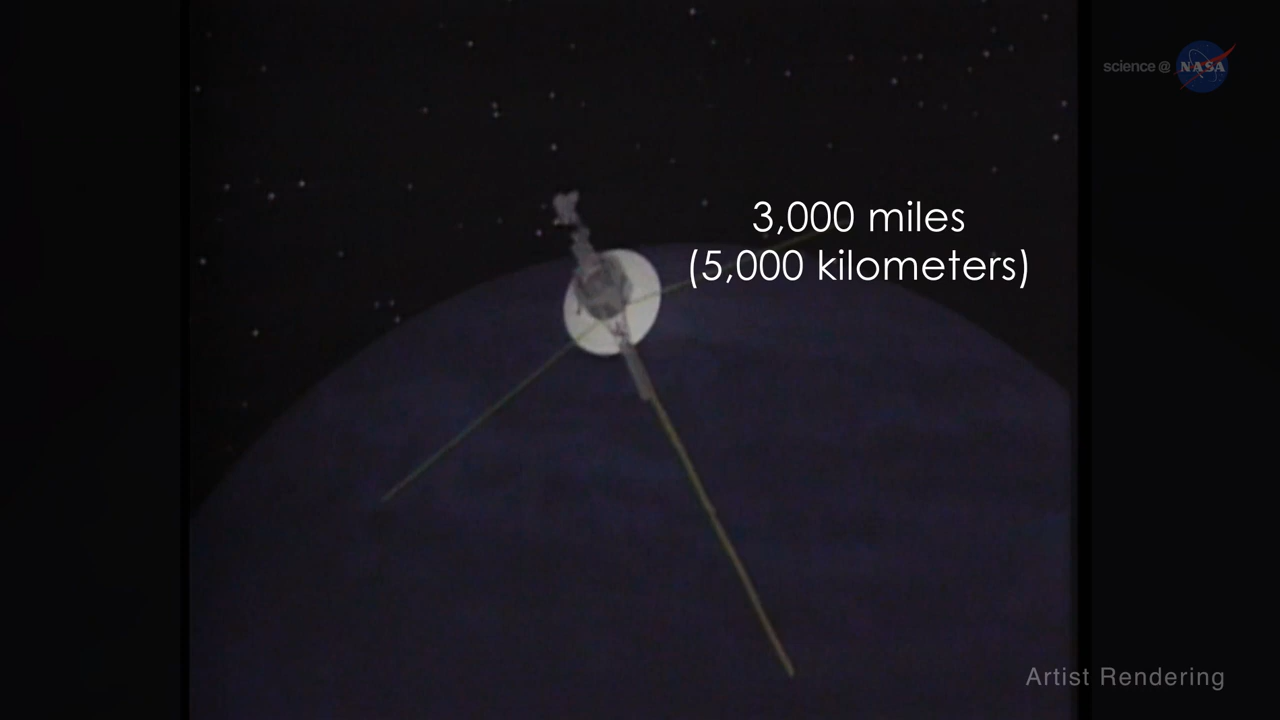 science @ NASA
3,000 miles
(5,000 kilometers)
Artist Rendering